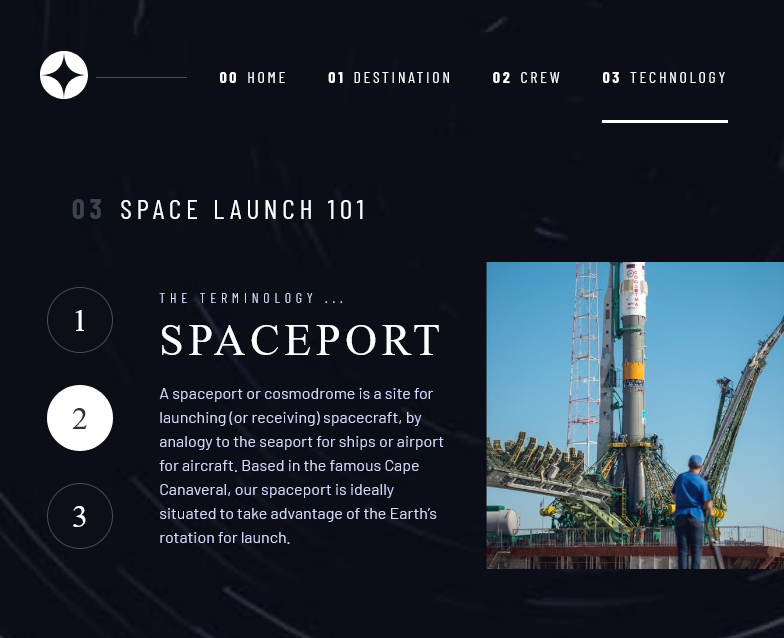 00 HOME
01 DESTINATION
02 CREW
03 TECHNOLOGY
03 SPACE LAUNCH 101
1
2
3
THE TERMINOLOGY ...
SPACEPORT
A spaceport or cosmodrome is a site for
launching (or receiving) spacecraft, by
analogy to the seaport for ships or airport
for aircraft. Based in the famous Cape
Canaveral, our spaceport is ideally
situated to take advantage of the Earth’s
rotation for launch.